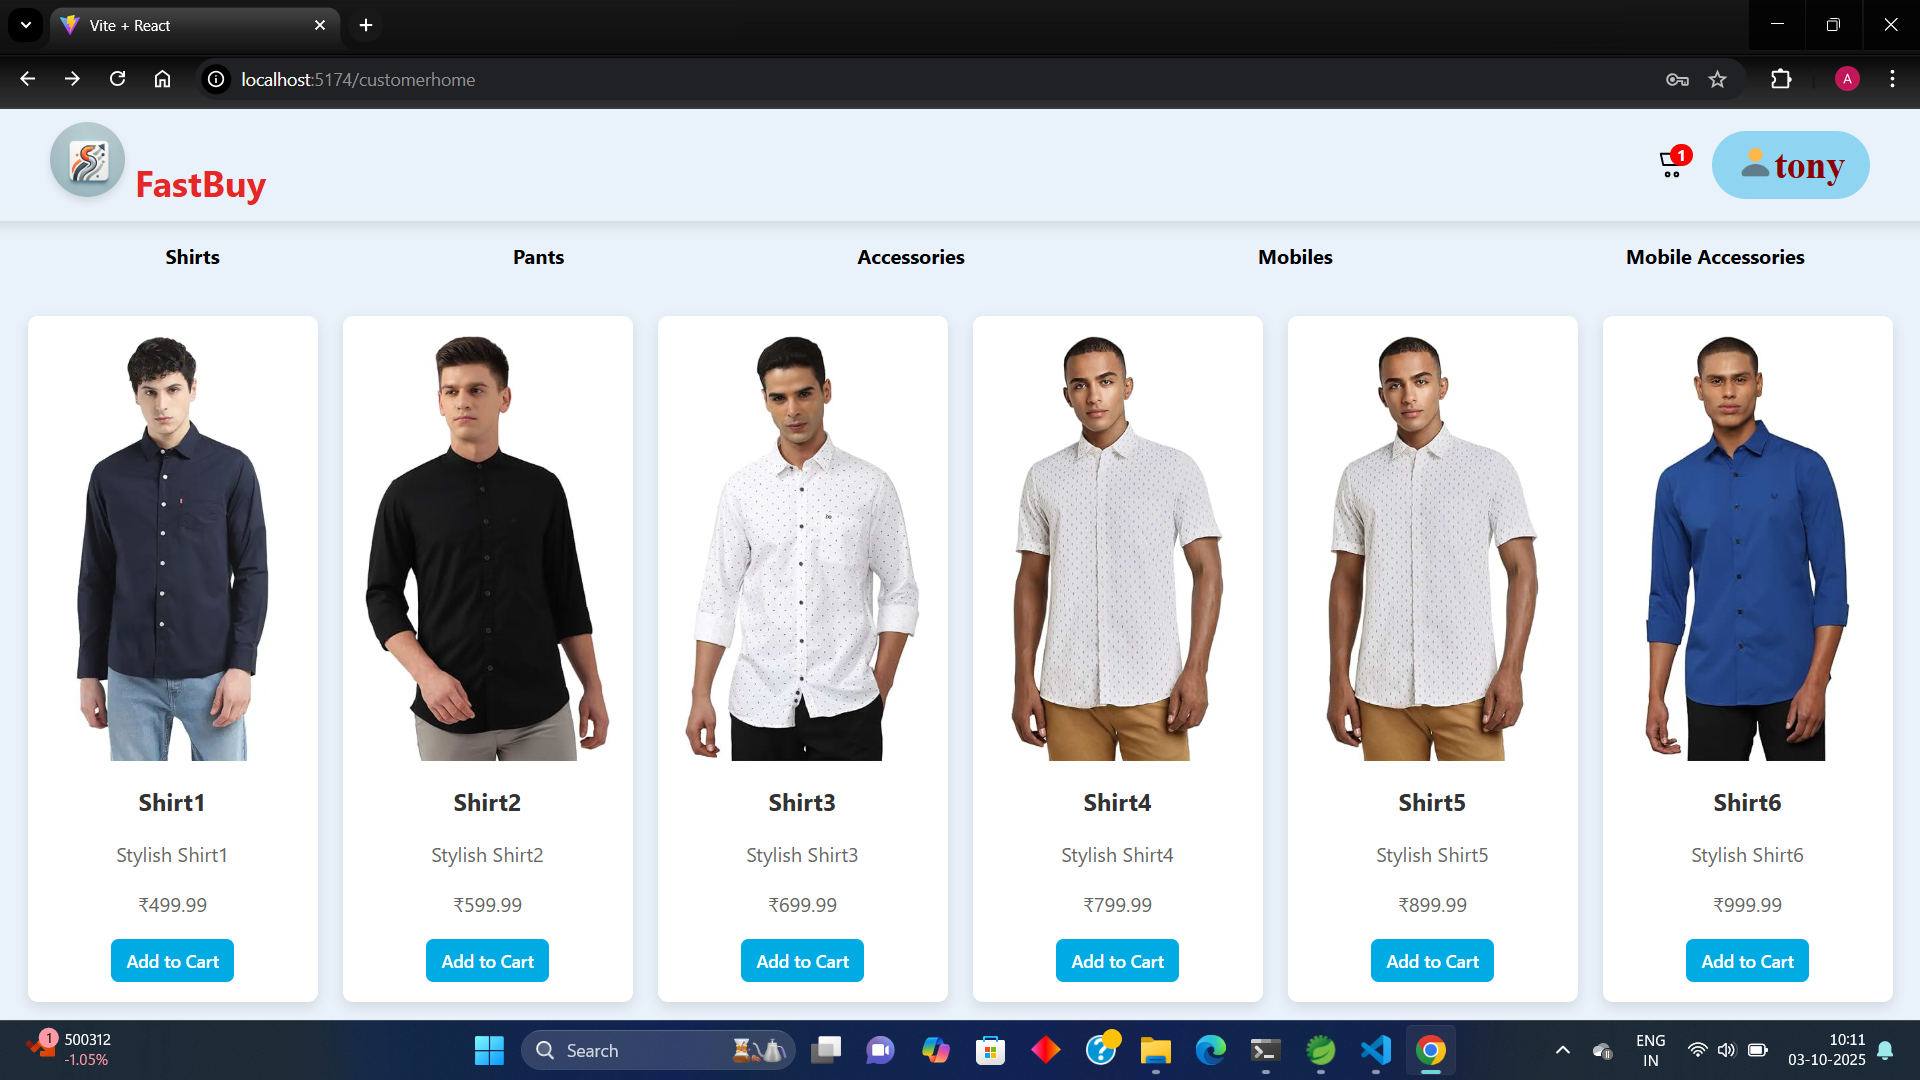 Vite + React
localhost:5174/customerhome
A
FastBuy
1
tony
Shirts
Pants
Accessories
Mobiles
Mobile Accessories
Shirt1
Stylish Shirt1
₹499.99
Add to Cart
Shirt2
Stylish Shirt2
₹599.99
Add to Cart
Shirt3
Stylish Shirt3
₹699.99
Add to Cart
Shirt4
Stylish Shirt4
₹799.99
Add to Cart
Shirt5
Stylish Shirt5
₹899.99
Add to Cart
Shirt6
Stylish Shirt6
₹999.99
Add to Cart
1
500312
-1.05%
Search
ENG
IN
10:11
03-10-2025